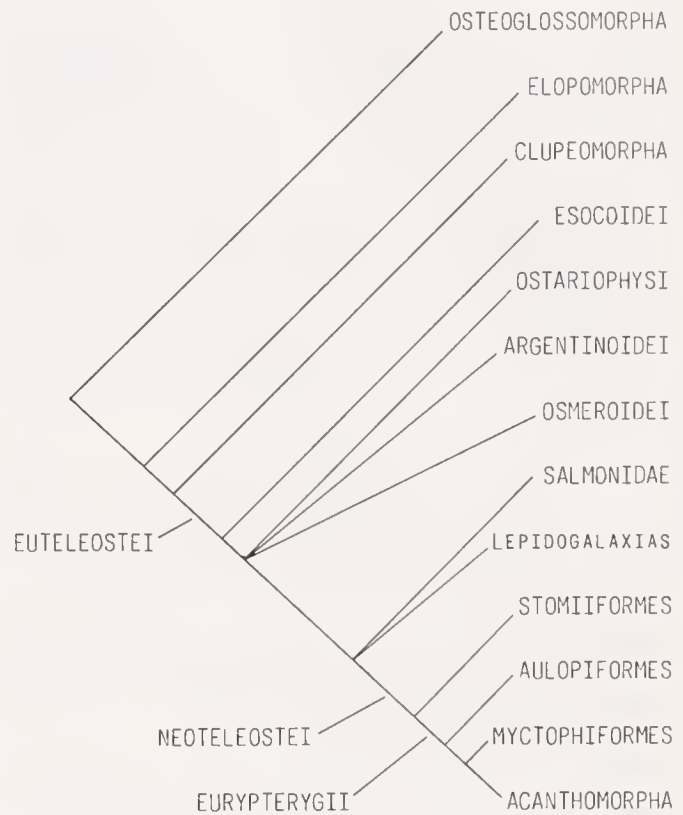 OSTEOGLOSSOMORPHA
ELOPOMORPHA
CLUPEOMORPHA
ESOCOIDEI
OSTARIOPHYSI
ARGENTINOIDEI
OSMEROIDEI
SALMONIDAE
EUTELEOSTEI
LEPIDOGALAXIAS
STOMIIFORMES
AULOPIFORMES
NEOTELEOSTEI
MYCTOPHIFORMES
EURYPTERYGII
ACANTHOMORPHA